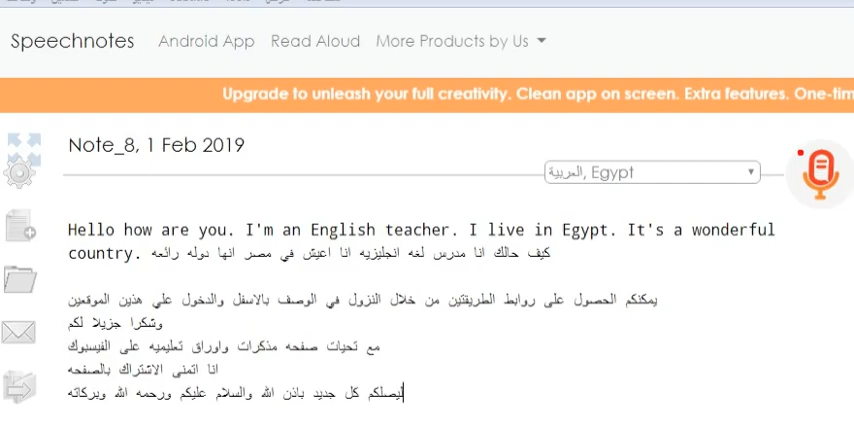 Speechnotes Android App Read Aloud More Products by Us
Upgrade to unleash your full creativity. Clean app on screen. Extra features. One-tim
Note_8, 1 Feb 2019
العربية, Egypt
Hello how are you. I'm an English teacher. I live in Egypt. It's a wonderful
country. كيف حالك انا مدرس لغه انجليزيه انا اعيش في مصر انها دوله رائعه
يمكنكم الحصول على روابط الطريقتين من خلال النزول في الوصف بالاسفل والدخول علي هذين الموقعين
وشكرا جزيلا لكم
مع تحيات صفحه مذكرات واوراق تعليميه على الفيسبوك
انا اتمنى الاشتراك بالصفحه
ليصلكم كل جديد باذن الله والسلام عليكم ورحمه الله وبركاته